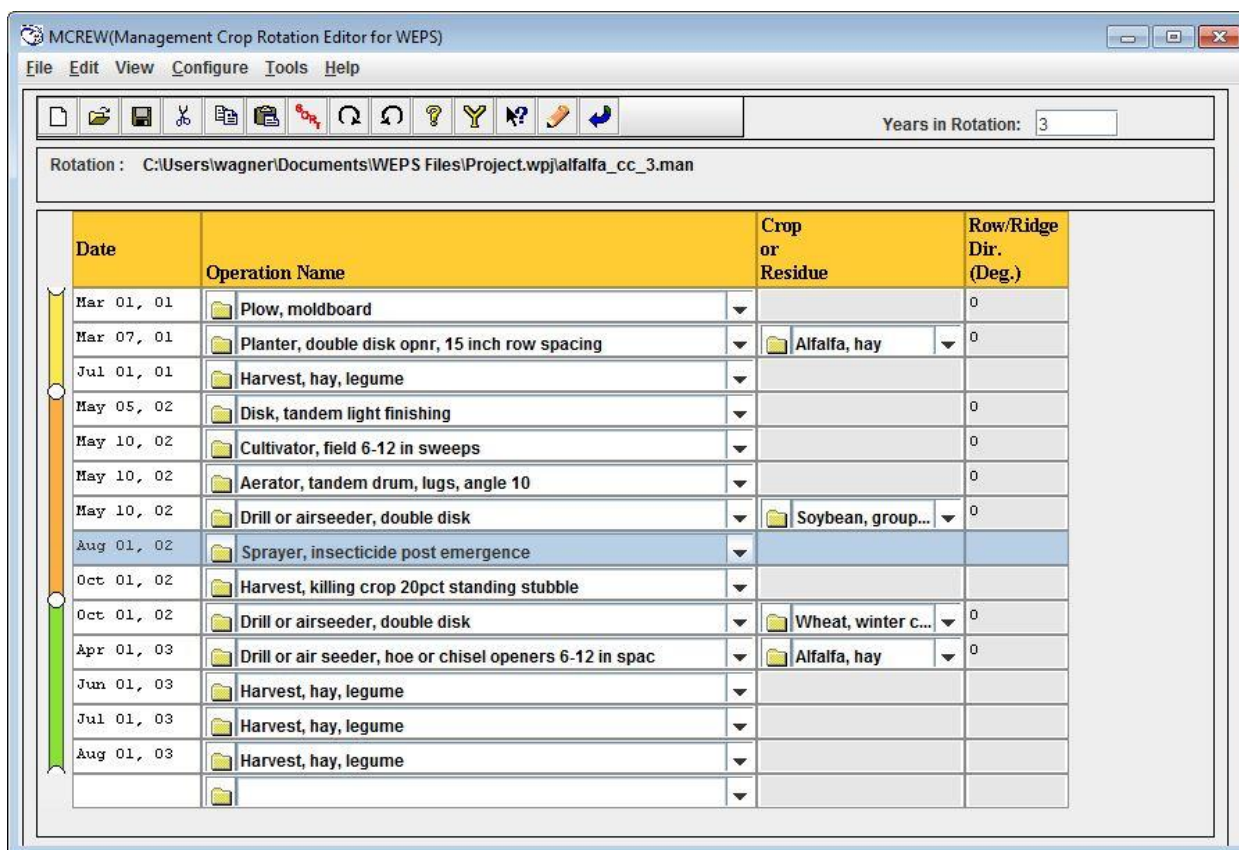 MCREW(Management Crop Rotation Editor for WEPS)
File Edit View Configure Tools Help
SORT
Years in Rotation: 3
Rotation : C:\Users\wagner\Documents\WEPS Files\Project.wpj\alfalfa_cc_3.man
Date Operation Name Crop or Residue Row/Ridge Dir. (Deg.)
Mar 01, 01 Plow, moldboard 0
Mar 07, 01 Planter, double disk opnr, 15 inch row spacing Alfalfa, hay 0
Jul 01, 01 Harvest, hay, legume
May 05, 02 Disk, tandem light finishing 0
May 10, 02 Cultivator, field 6-12 in sweeps 0
May 10, 02 Aerator, tandem drum, lugs, angle 10 0
May 10, 02 Drill or airseeder, double disk Soybean, group... 0
Aug 01, 02 Sprayer, insecticide post emergence
Oct 01, 02 Harvest, killing crop 20pct standing stubble
Oct 01, 02 Drill or airseeder, double disk Wheat, winter c... 0
Apr 01, 03 Drill or air seeder, hoe or chisel openers 6-12 in spac Alfalfa, hay 0
Jun 01, 03 Harvest, hay, legume
Jul 01, 03 Harvest, hay, legume
Aug 01, 03 Harvest, hay, legume